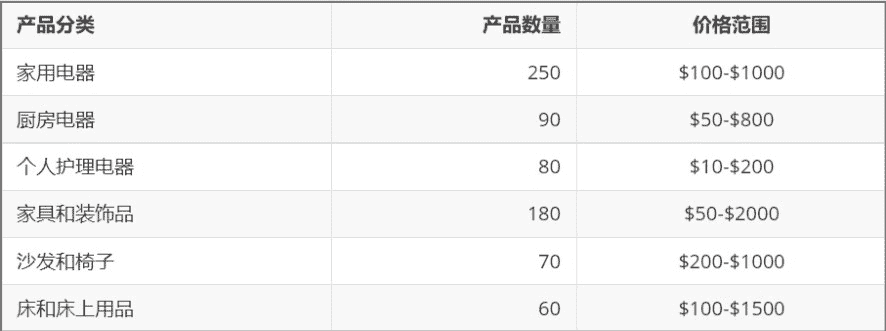 产品分类 产品数量 价格范围
家用电器 250 $100-$1000
厨房电器 90 $50-$800
个人护理电器 80 $10-$200
家具和装饰品 180 $50-$2000
沙发和椅子 70 $200-$1000
床和床上用品 60 $100-$1500